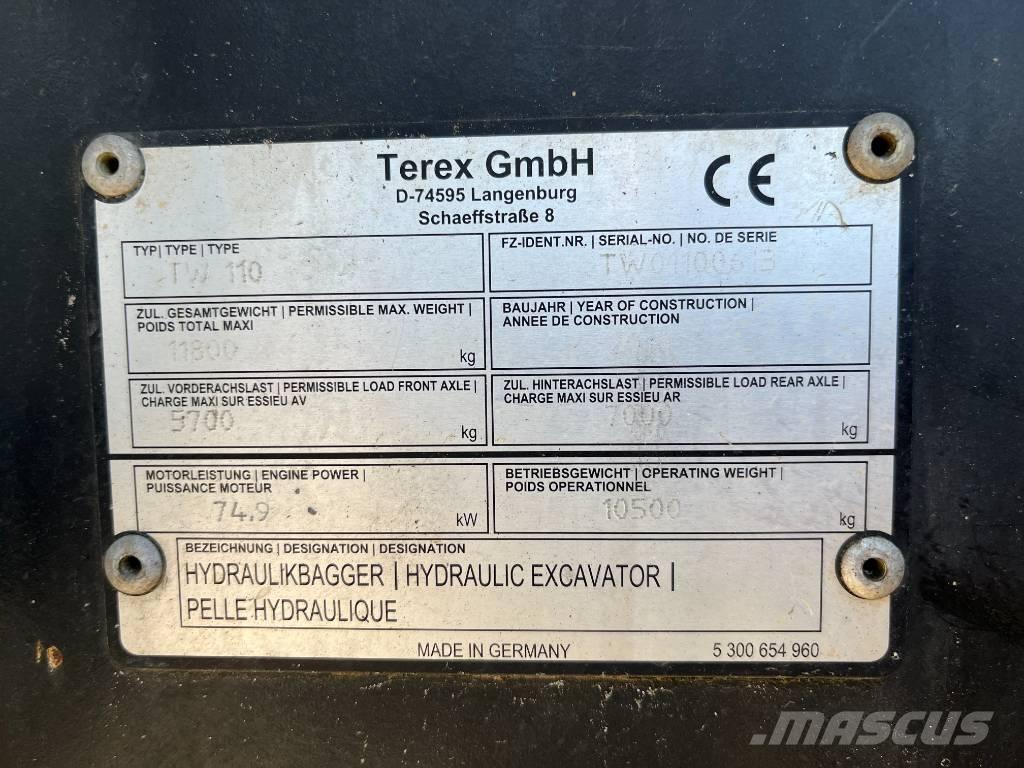 Terex GmbH
D-74595 Langenburg
Schaeffstraße 8
CE
TYP| TYPE | TYPE
TW 110
FZ-IDENT.NR. | SERIAL-NO. | NO. DE SERIE
ZUL. GESAMTGEWICHT | PERMISSIBLE MAX. WEIGHT |
POIDS TOTAL MAXI
11800
kg
BAUJAHR | YEAR OF CONSTRUCTION |
ANNEE DE CONSTRUCTION
ZUL. VORDERACHSLAST | PERMISSIBLE LOAD FRONT AXLE |
CHARGE MAXI SUR ESSIEU AV
5700
kg
ZUL. HINTERACHSLAST | PERMISSIBLE LOAD REAR AXLE |
CHARGE MAXI SUR ESSIEU AR
7000
kg
MOTORLEISTUNG | ENGINE POWER |
PUISSANCE MOTEUR
74.9
kW
BETRIEBSGEWICHT | OPERATING WEIGHT |
POIDS OPERATIONNEL
10500
kg
BEZEICHNUNG | DESIGNATION | DESIGNATION
HYDRAULIKBAGGER | HYDRAULIC EXCAVATOR |
PELLE HYDRAULIQUE
MADE IN GERMANY
5 300 654 960
MASCUS